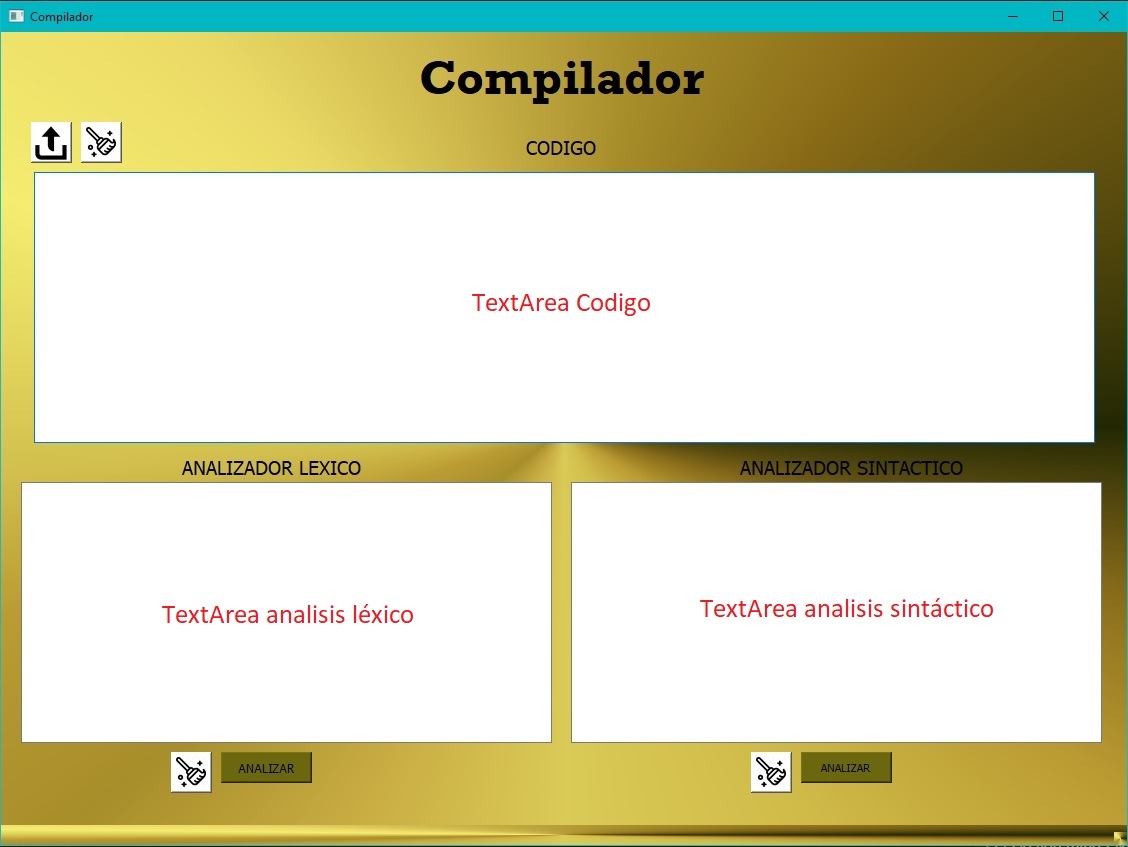 Compilador
Compilador
CODIGO
TextArea Codigo
ANALIZADOR LEXICO
ANALIZADOR SINTACTICO
TextArea analisis léxico
TextArea analisis sintáctico
ANALIZAR
ANALIZAR